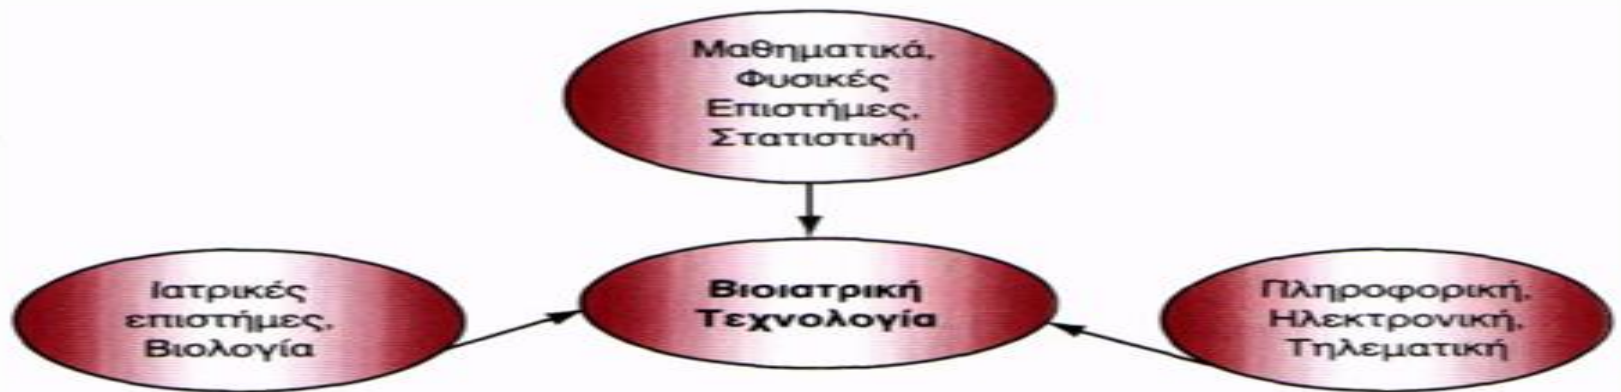 Μαθηματικά,
Φυσικές
Επιστήμες,
Στατιστική
Ιατρικές
επιστήμες,
Βιολογία
Βιοιατρική
Τεχνολογία
Πληροφορική,
Ηλεκτρονική,
Τηλεματική